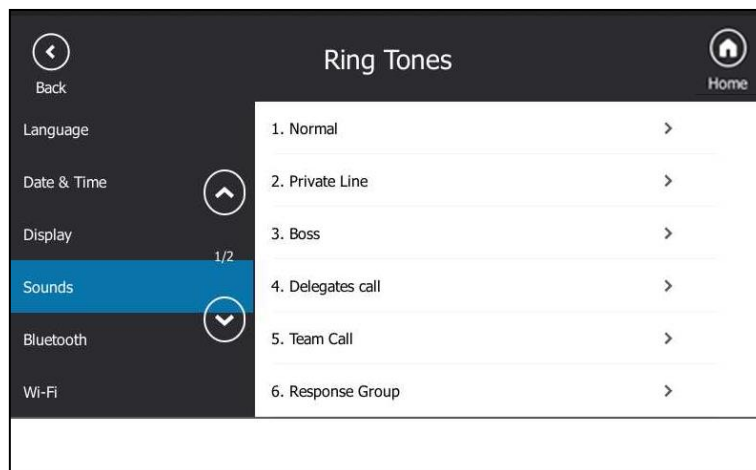 Ring Tones
Back
Home
Language
Date & Time
Display
1/2
Sounds
Bluetooth
Wi-Fi
1. Normal
2. Private Line
3. Boss
4. Delegates call
5. Team Call
6. Response Group